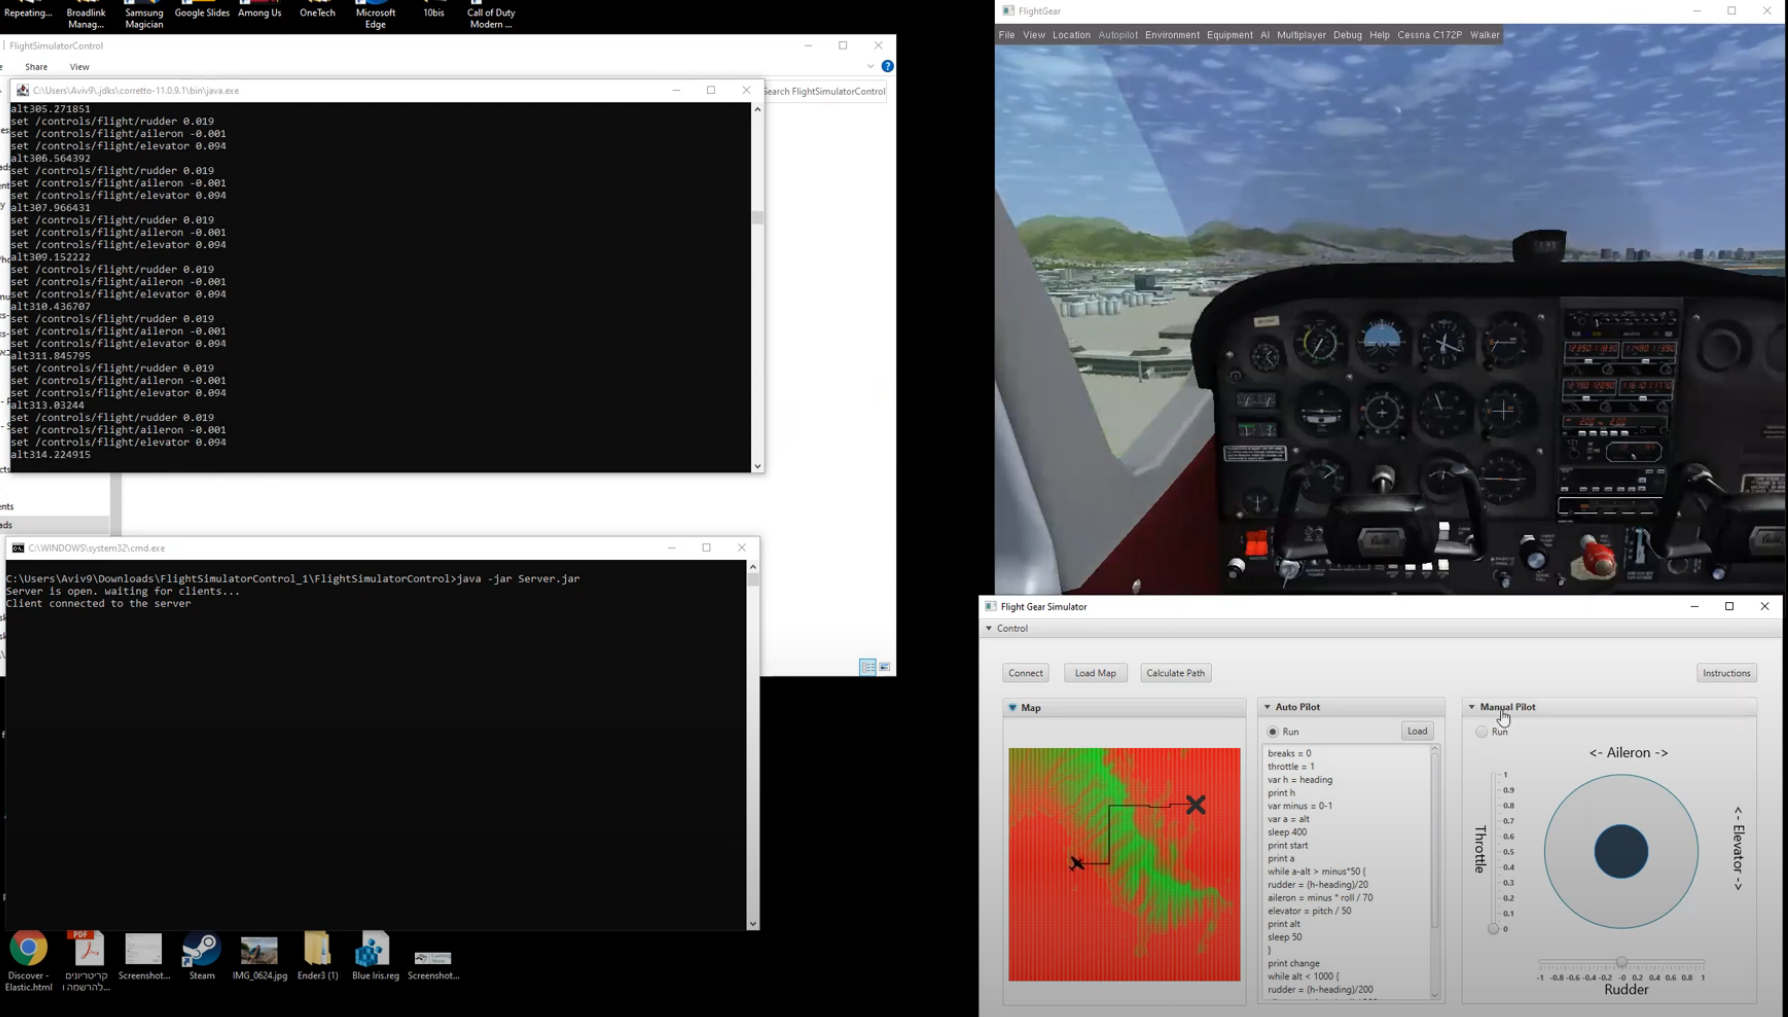 Repeating...
Broadlink Manag...
Samsung Magician
Google Slides
Among Us
OneTech
Microsoft Edge
10bis
Call of Duty Modern ...
FlightSimulatorControl
Share
View
Search FlightSimulatorControl
C:\Users\Aviv9\.jdks\corretto-11.0.9.1\bin\java.exe
alt305.271851
set /controls/flight/rudder 0.019
set /controls/flight/aileron -0.001
set /controls/flight/elevator 0.094
alt306.564392
set /controls/flight/rudder 0.019
set /controls/flight/aileron -0.001
set /controls/flight/elevator 0.094
alt307.966431
set /controls/flight/rudder 0.019
set /controls/flight/aileron -0.001
set /controls/flight/elevator 0.094
alt309.152222
set /controls/flight/rudder 0.019
set /controls/flight/aileron -0.001
set /controls/flight/elevator 0.094
alt310.436707
set /controls/flight/rudder 0.019
set /controls/flight/aileron -0.001
set /controls/flight/elevator 0.094
alt311.845795
set /controls/flight/rudder 0.019
set /controls/flight/aileron -0.001
set /controls/flight/elevator 0.094
alt313.03244
set /controls/flight/rudder 0.019
set /controls/flight/aileron -0.001
set /controls/flight/elevator 0.094
alt314.224915
C:\WINDOWS\system32\cmd.exe
C:\Users\Aviv9\Downloads\FlightSimulatorControl_1\FlightSimulatorControl>java -jar Server.jar
Server is open. waiting for clients...
Client connected to the server
Discover - Elastic.html
PDF
קריטריונים
להרשמה ו...
Screenshot...
Steam
IMG_0624.jpg
Ender3 (1)
Blue Iris.reg
Screenshot...
FlightGear
File View Location Autopilot Environment Equipment AI Multiplayer Debug Help Cessna C172P Walker
Flight Gear Simulator
Control
Connect
Load Map
Calculate Path
Instructions
Map
Auto Pilot
Run
Load
breaks = 0
throttle = 1
var h = heading
print h
var minus = 0-1
var a = alt
sleep 400
print start
print a
while a-alt > minus*50 {
rudder = (h-heading)/20
aileron = minus * roll / 70
elevator = pitch / 50
print alt
sleep 50
}
print change
while alt < 1000 {
rudder = (h-heading)/200
Manual Pilot
Run
<- Aileron ->
Throttle
1
0.9
0.8
0.7
0.6
0.5
0.4
0.3
0.2
0.1
0
<- Elevator ->
-1 -0.8 -0.6 -0.4 -0.2 -0 0.2 0.4 0.6 0.8 1
Rudder